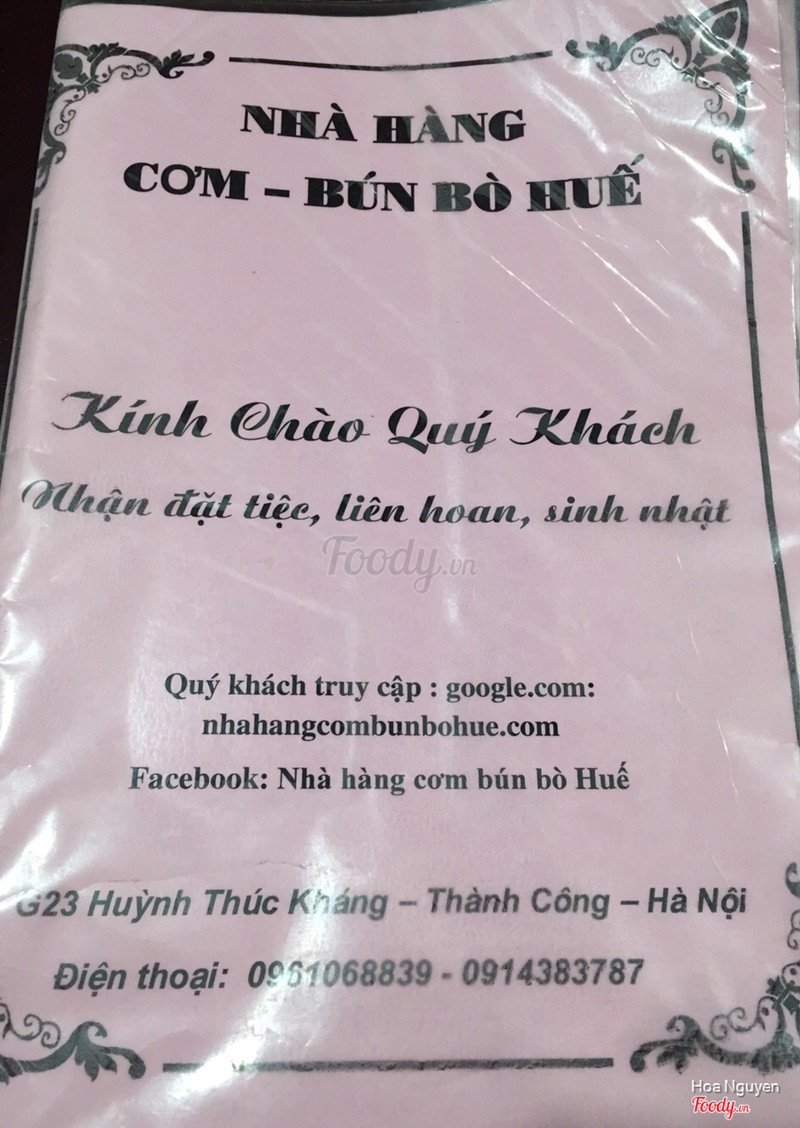 NHÀ HÀNG
CƠM – BÚN BÒ HUẾ
Kính Chào Quý Khách
Nhận đặt tiệc, liên hoan, sinh nhật
Foody.vn
Quý khách truy cập : google.com:
nhahangcombunbohue.com
Facebook: Nhà hàng cơm bún bò Huế
G23 Huỳnh Thúc Kháng – Thành Công – Hà Nội
Điện thoại: 0961068839 - 0914383787
Hoa Nguyen
Foody.vn